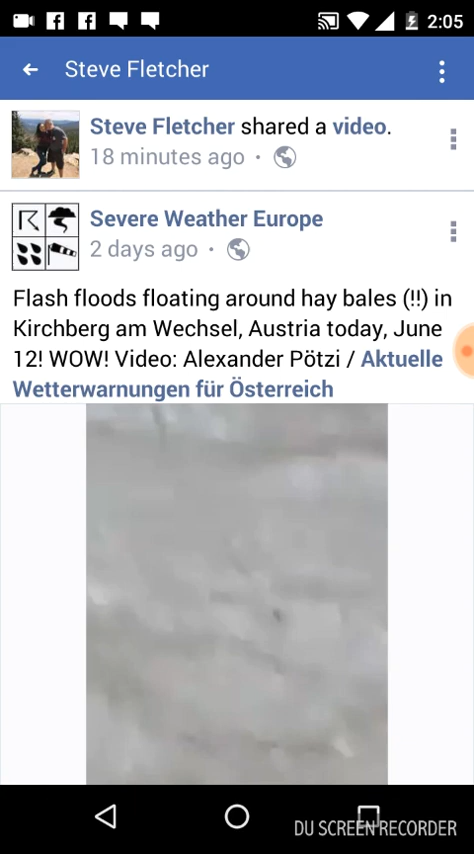 2:05
Steve Fletcher
Steve Fletcher shared a video.
18 minutes ago ·
Severe Weather Europe
2 days ago ·
Flash floods floating around hay bales (!!) in
Kirchberg am Wechsel, Austria today, June
12! WOW! Video: Alexander Pötzi / Aktuelle
Wetterwarnungen für Österreich
DU SCREEN RECORDER